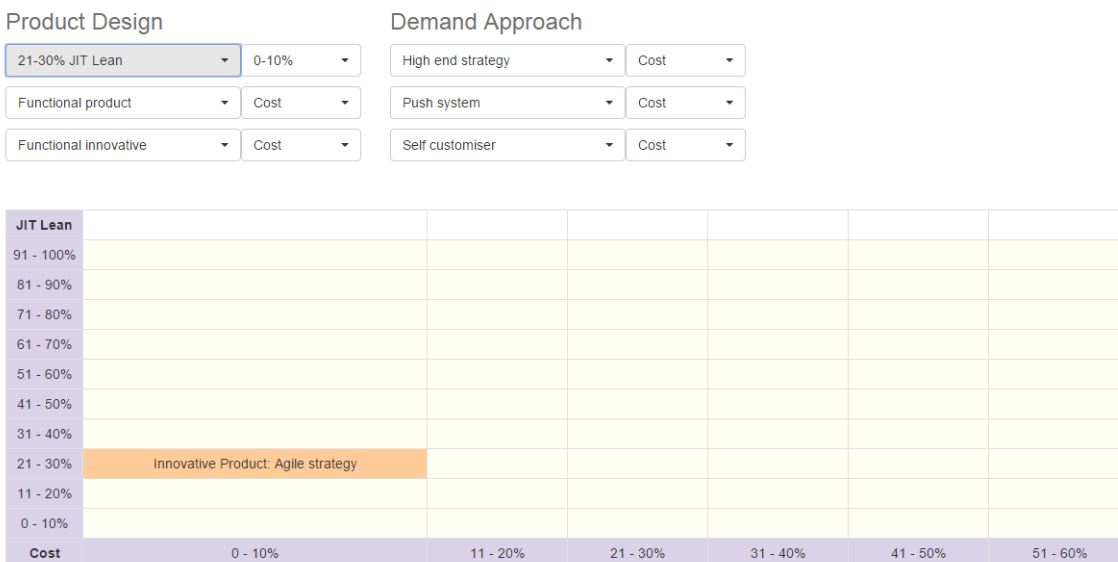 Product Design Demand Approach
21-30% JIT Lean 0-10% High end strategy Cost
Functional product Cost Push system Cost
Functional innovative Cost Self customiser Cost
JIT Lean
91 - 100%
81 - 90%
71 - 80%
61 - 70%
51 - 60%
41 - 50%
31 - 40%
21 - 30% Innovative Product: Agile strategy
11 - 20%
0 - 10%
Cost 0 - 10% 11 - 20% 21 - 30% 31 - 40% 41 - 50% 51 - 60%